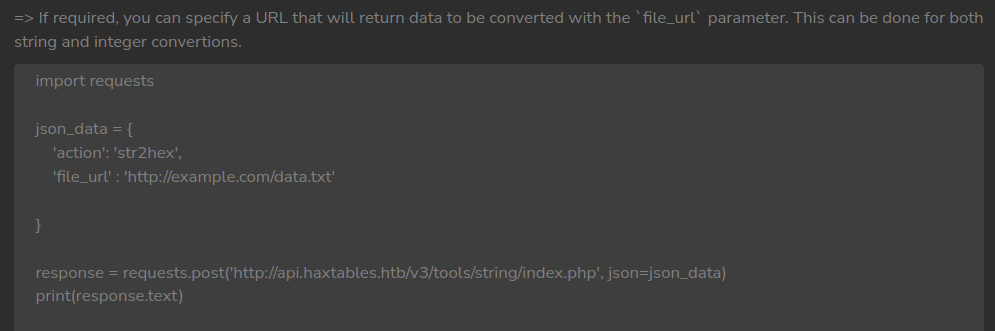 => If required, you can specify a URL that will return data to be converted with the `file_url` parameter. This can be done for both
string and integer convertions.
import requests
json_data = {
    'action': 'str2hex',
    'file_url' : 'http://example.com/data.txt'
}
response = requests.post('http://api.haxtables.htb/v3/tools/string/index.php', json=json_data)
print(response.text)